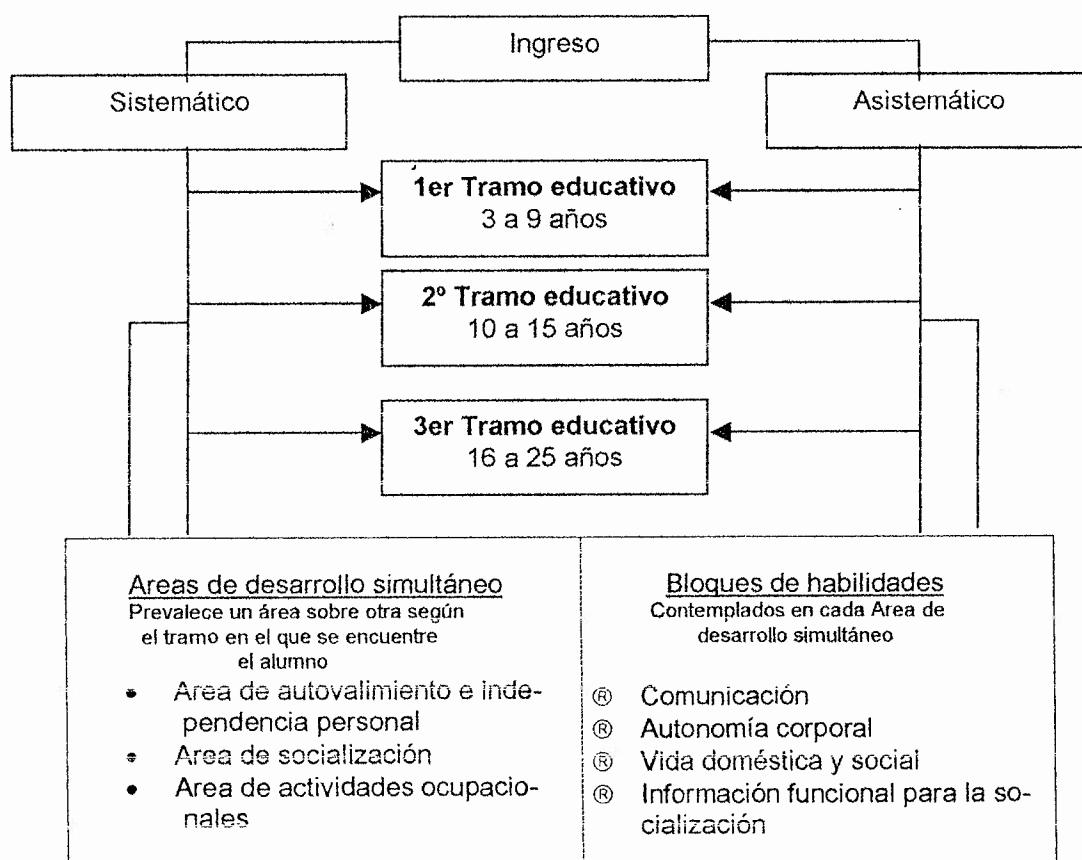 Ingreso
Sistemático
Asistemático
1er Tramo educativo
3 a 9 años
2º Tramo educativo
10 a 15 años
3er Tramo educativo
16 a 25 años
Areas de desarrollo simultáneo
Prevalece un área sobre otra según
el tramo en el que se encuentre
el alumno
• Area de autovalimiento e inde-
pendencia personal
• Area de socialización
• Area de actividades ocupacio-
nales
Bloques de habilidades
Contemplados en cada Area de
desarrollo simultáneo
® Comunicación
® Autonomía corporal
® Vida doméstica y social
® Información funcional para la so-
cialización